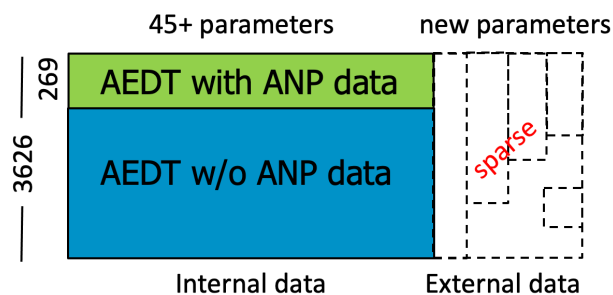 45+ parameters
new parameters
269
AEDT with ANP data
sparse
3626
AEDT w/o ANP data
Internal data
External data